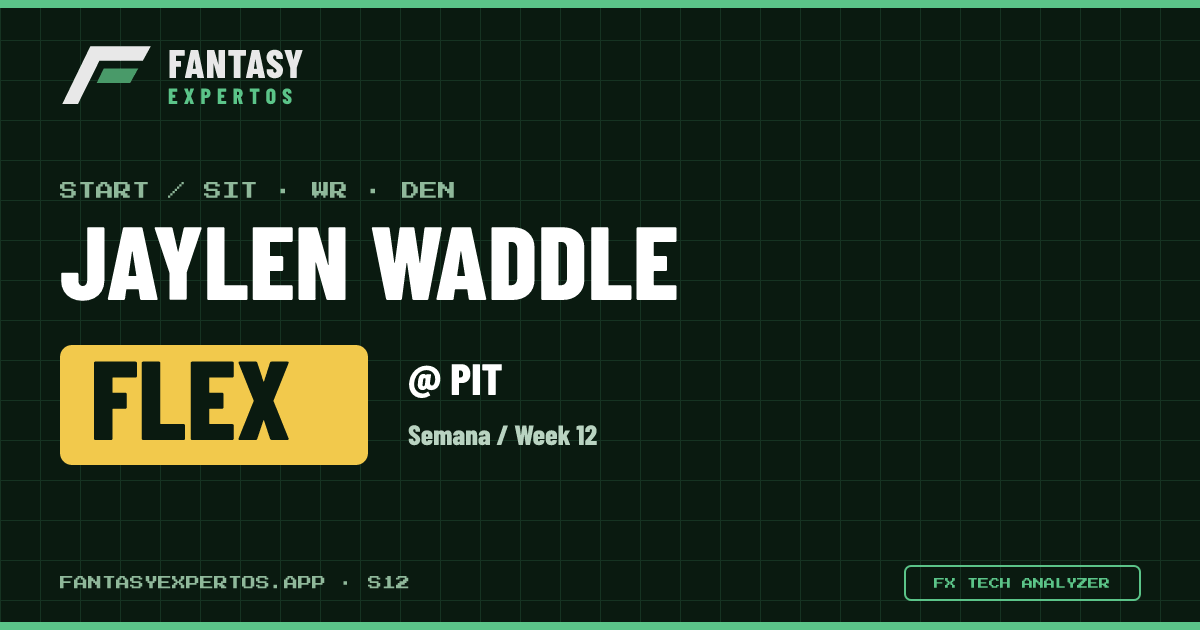 FANTASY
EXPERTOS
START / SIT · WR · DEN
JAYLEN WADDLE
FLEX
@ PIT
Semana / Week 12
FANTASYEXPERTOS.APP · S12
FX TECH ANALYZER